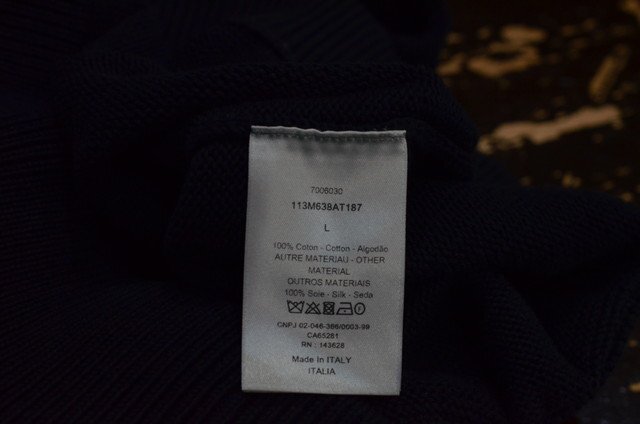 7006030
113M638AT187
L
100% Coton - Cotton - Algodão
AUTRE MATERIAU - OTHER
MATERIAL
OUTROS MATERIAIS
100% Soie - Silk - Seda
CNPJ 02-046-386/0003-99
CA65281
RN : 143628
Made In ITALY
ITALIA